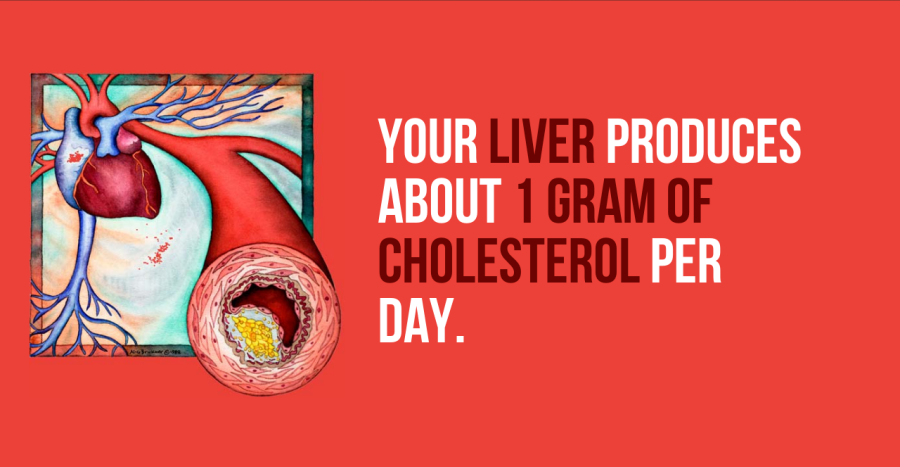 YOUR LIVER PRODUCES
ABOUT 1 GRAM OF
CHOLESTEROL PER
DAY.